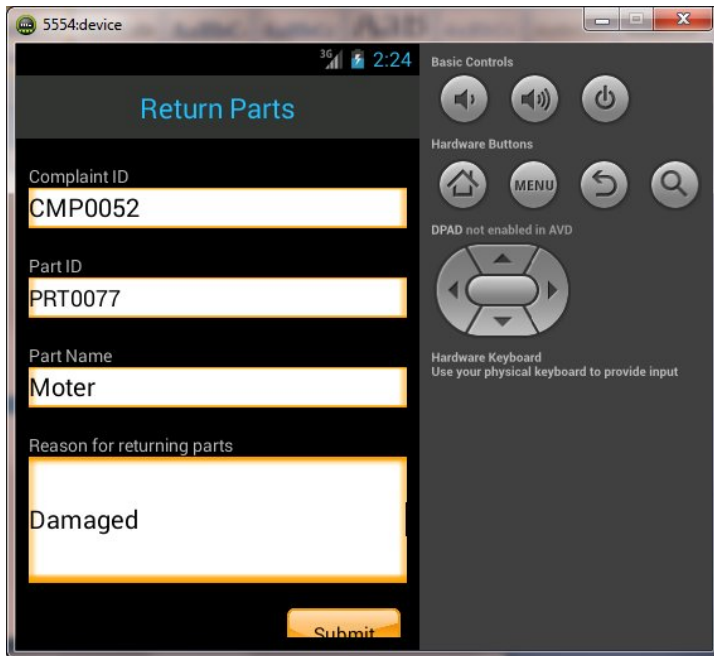 5554:device
3G 2:24
Return Parts
Complaint ID
CMP0052
Part ID
PRT0077
Part Name
Moter
Reason for returning parts
Damaged
Submit
Basic Controls
Hardware Buttons
MENU
DPAD not enabled in AVD
Hardware Keyboard
Use your physical keyboard to provide input